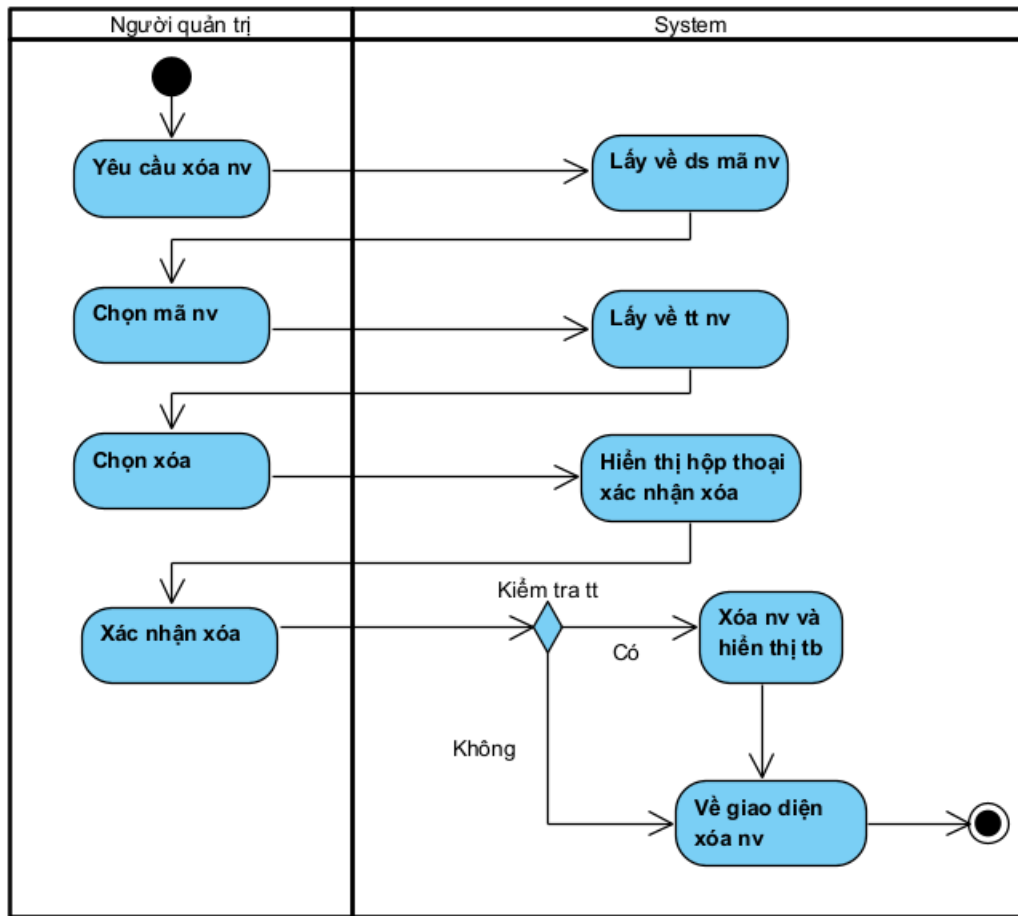 Người quản trị
System
Yêu cầu xóa nv
Lấy về ds mã nv
Chọn mã nv
Lấy về tt nv
Chọn xóa
Hiển thị hộp thoại
xác nhận xóa
Xác nhận xóa
Kiểm tra tt
Có
Xóa nv và
hiển thị tb
Không
Về giao diện
xóa nv